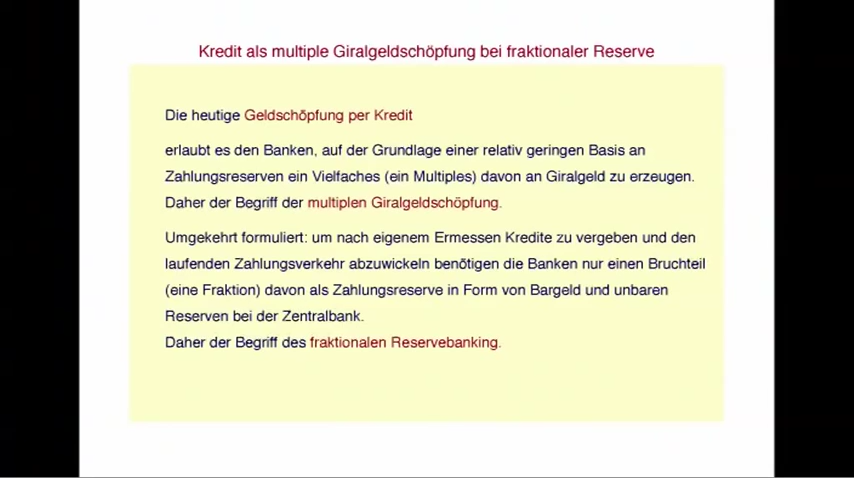 Kredit als multiple Giralgeldschöpfung bei fraktionaler Reserve
Die heutige Geldschöpfung per Kredit
erlaubt es den Banken, auf der Grundlage einer relativ geringen Basis an
Zahlungsreserven ein Vielfaches (ein Multiples) davon an Giralgeld zu erzeugen.
Daher der Begriff der multiplen Giralgeldschöpfung.
Umgekehrt formuliert: um nach eigenem Ermessen Kredite zu vergeben und den
laufenden Zahlungsverkehr abzuwickeln benötigen die Banken nur einen Bruchteil
(eine Fraktion) davon als Zahlungsreserve in Form von Bargeld und unbaren
Reserven bei der Zentralbank.
Daher der Begriff des fraktionalen Reservebanking.